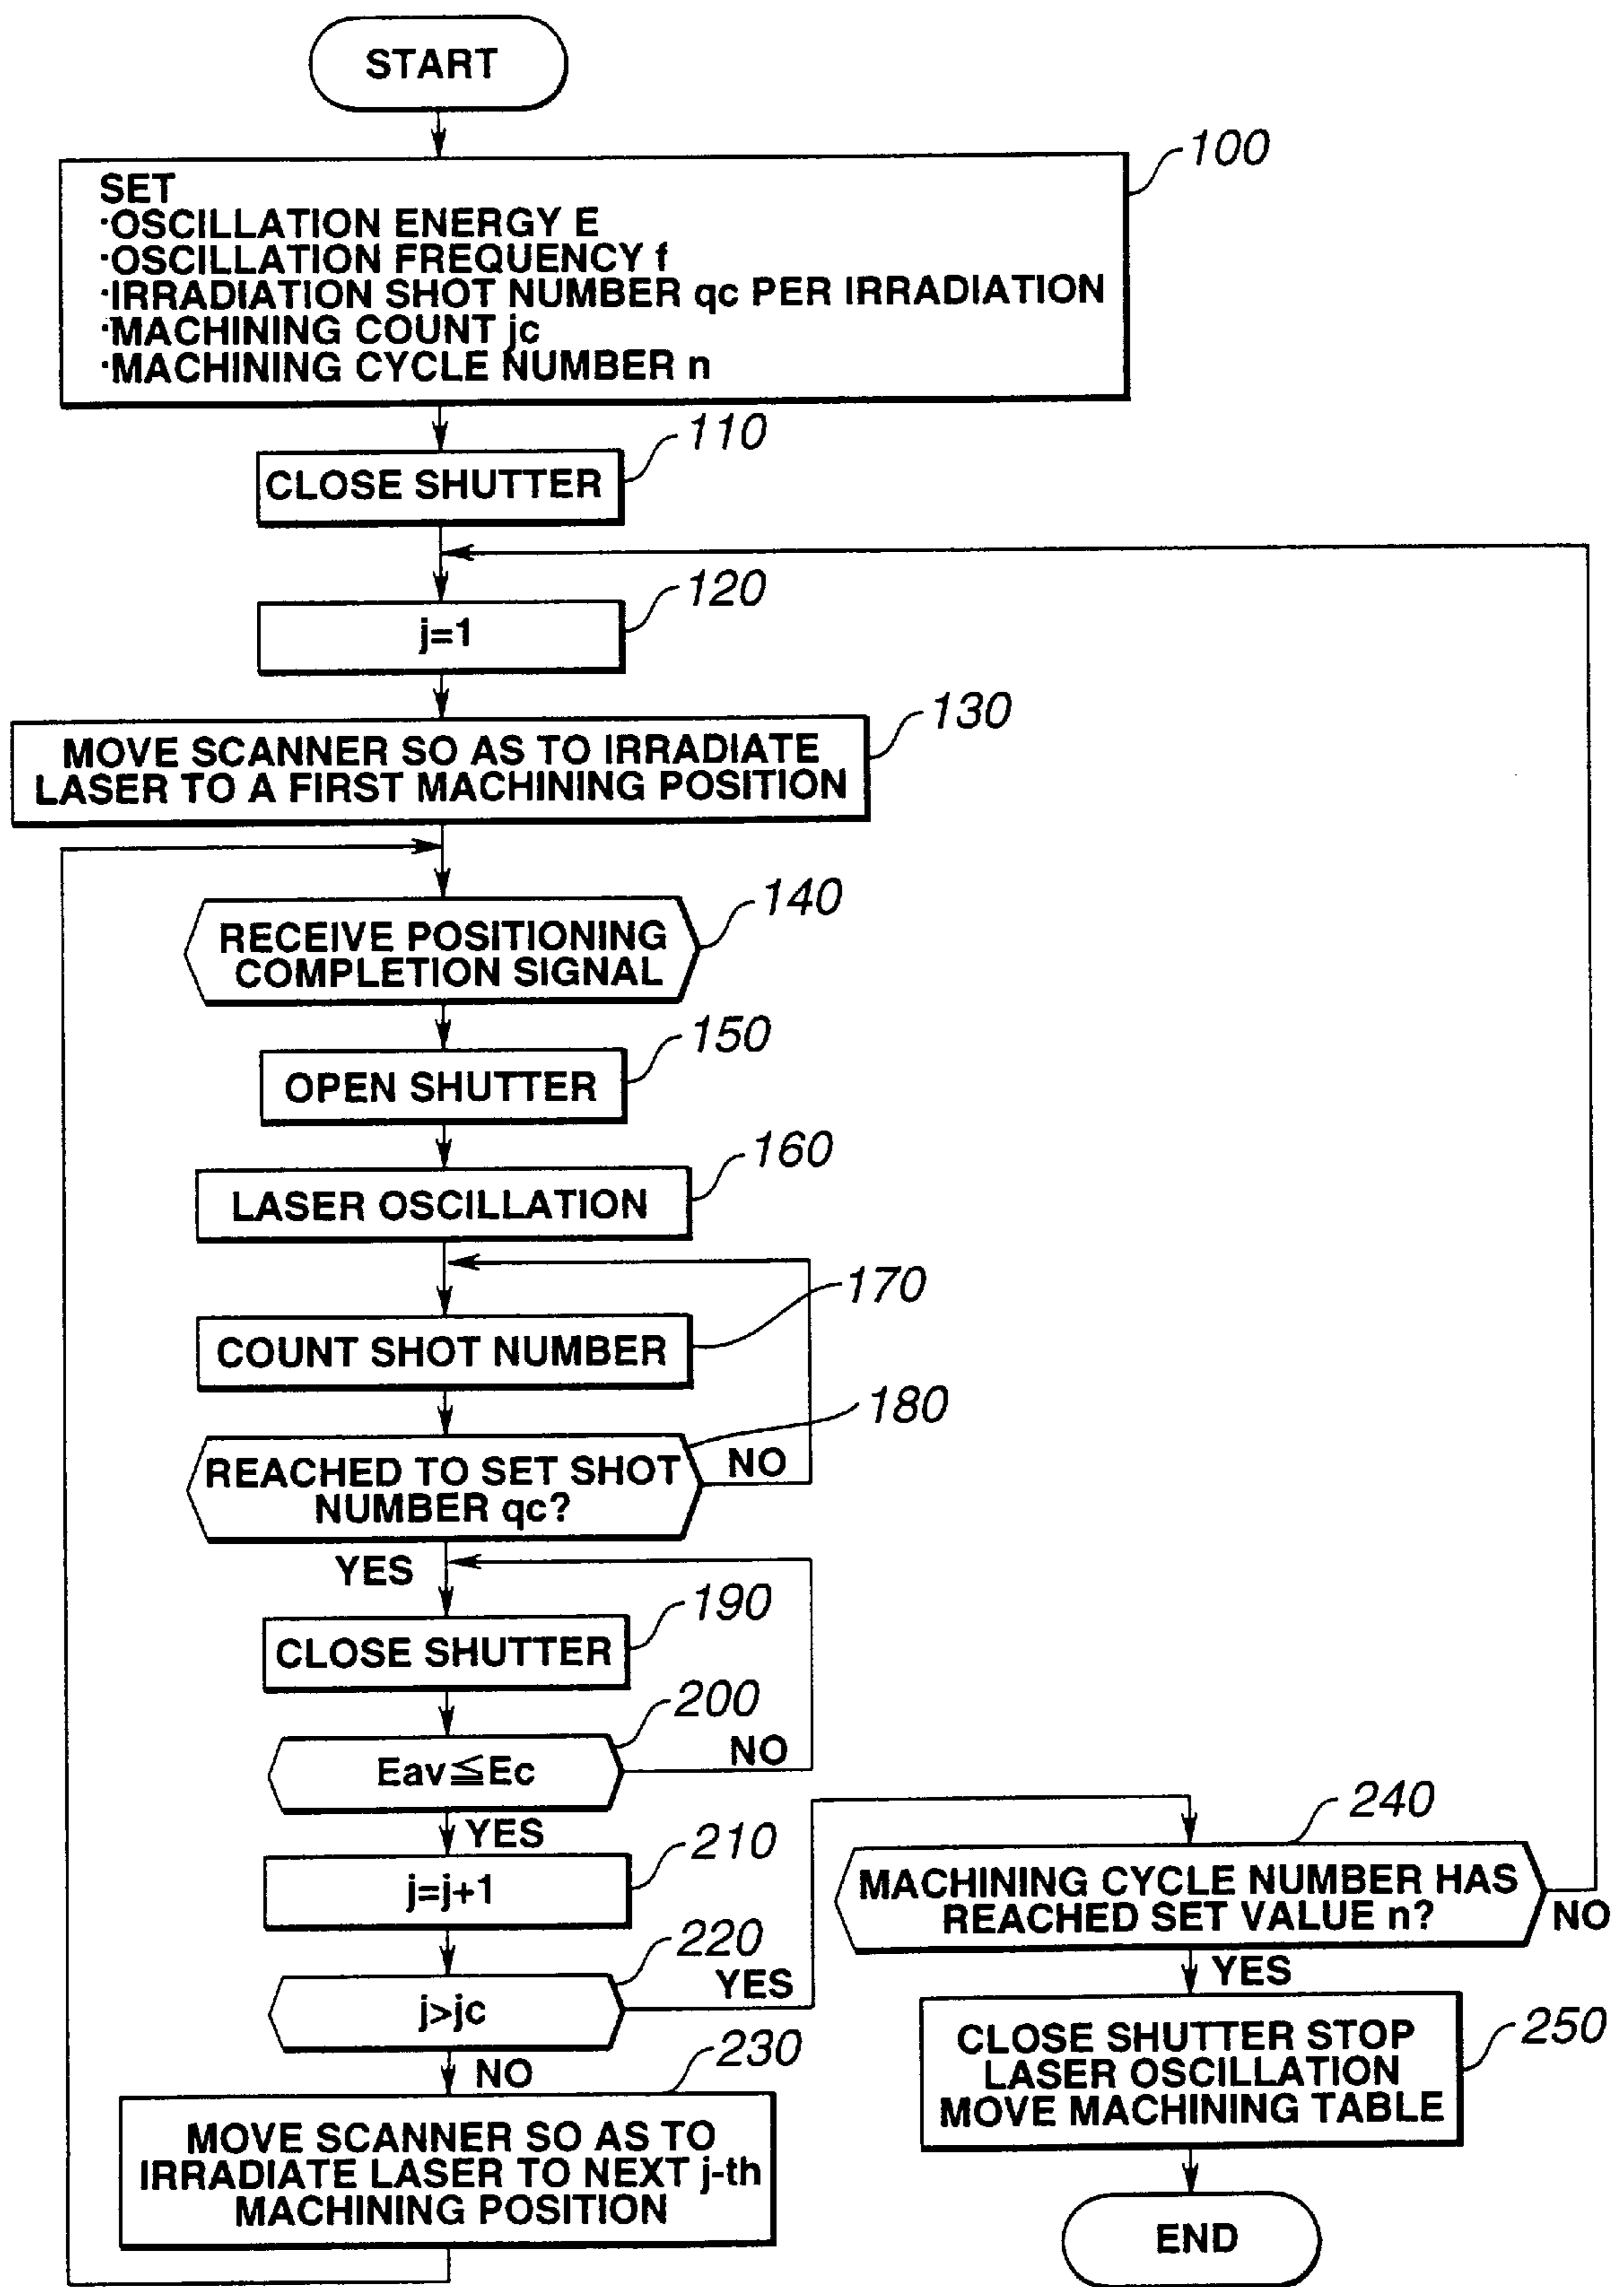 START
100
SET
·OSCILLATION ENERGY E
·OSCILLATION FREQUENCY f
·IRRADIATION SHOT NUMBER qc PER IRRADIATION
·MACHINING COUNT jc
·MACHINING CYCLE NUMBER n
110
CLOSE SHUTTER
120
j=1
130
MOVE SCANNER SO AS TO IRRADIATE
LASER TO A FIRST MACHINING POSITION
140
RECEIVE POSITIONING
COMPLETION SIGNAL
150
OPEN SHUTTER
160
LASER OSCILLATION
170
COUNT SHOT NUMBER
180
REACHED TO SET SHOT
NUMBER qc?
NO
YES
190
CLOSE SHUTTER
200
Eav≦Ec
NO
YES
210
j=j+1
220
j>jc
YES
NO
230
MOVE SCANNER SO AS TO
IRRADIATE LASER TO NEXT j-th
MACHINING POSITION
240
MACHINING CYCLE NUMBER HAS
REACHED SET VALUE n?
NO
YES
250
CLOSE SHUTTER STOP
LASER OSCILLATION
MOVE MACHINING TABLE
END